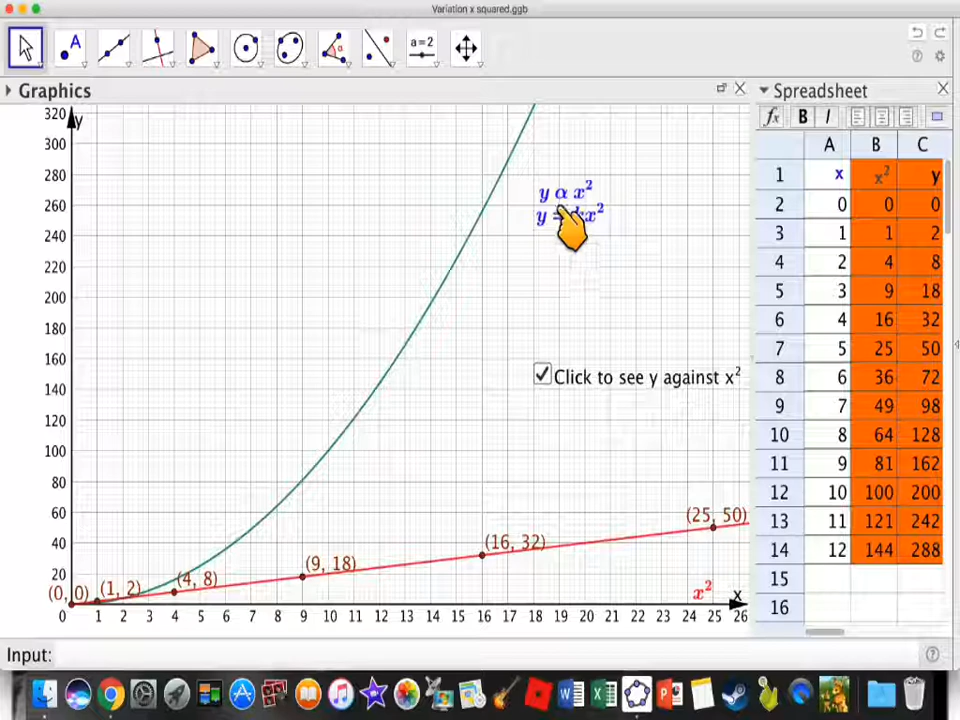 Variation x squared.ggb
a=2
Graphics
Spreadsheet
fx B I
A B C
1 x x² y
2 0 0 0
3 1 1 2
4 2 4 8
5 3 9 18
6 4 16 32
7 5 25 50
8 6 36 72
9 7 49 98
10 8 64 128
11 9 81 162
12 10 100 200
13 11 121 242
14 12 144 288
15
16
y
320
300
280
260
240
220
200
180
160
140
120
100
80
60
40
20
y α x²
y = kx²
Click to see y against x²
(0, 0)
(1, 2)
(4, 8)
(9, 18)
(16, 32)
(25, 50)
x² x
0 1 2 3 4 5 6 7 8 9 10 11 12 13 14 15 16 17 18 19 20 21 22 23 24 25 26
Input: